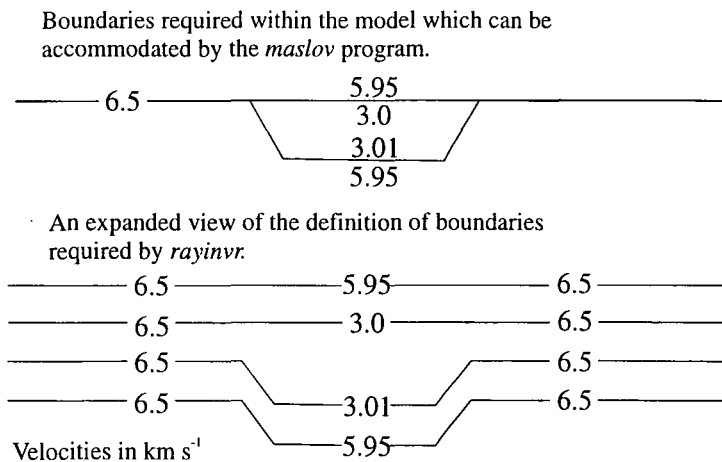 Boundaries required within the model which can be
accommodated by the maslov program.
5.95
6.5
3.0
3.01
5.95
An expanded view of the definition of boundaries
required by rayinvr.
6.5 5.95 6.5
6.5 3.0 6.5
6.5 6.5
6.5 3.01 6.5
5.95
Velocities in km s⁻¹